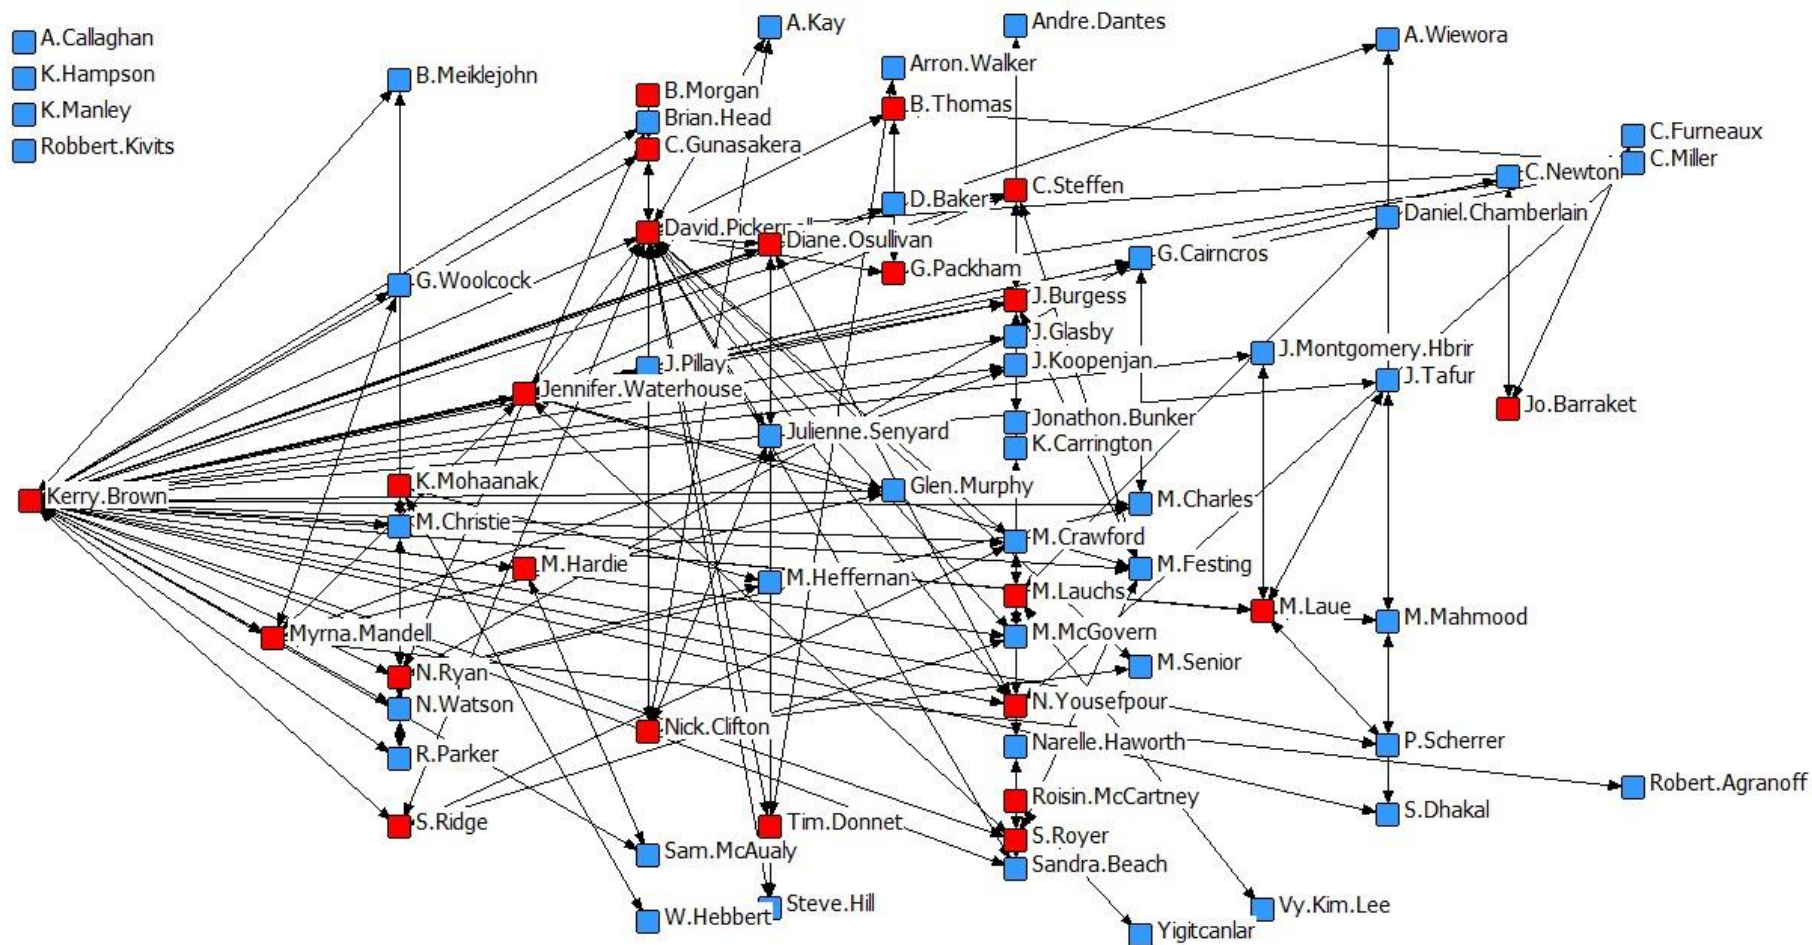 A.Callaghan
K.Hampson
K.Manley
Robbert.Kivits
B.Meiklejohn
G.Woolcock
Kerry.Brown
Myrna.Mandell
K.Mohaanak
M.Christie
N.Ryan
N.Watson
R.Parker
S.Ridge
Jennifer.Waterhouse
M.Hardie
B.Morgan
Brian.Head
C.Gunasakera
David.Pickern
J.Pillay
Nick.Clifton
Sam.McAualy
W.Hebbert
A.Kay
Diane.Osullivan
Julienne.Senyard
M.Heffernan
Tim.Donnet
Steve.Hill
Arron.Walker
B.Thomas
D.Baker
G.Packham
Glen.Murphy
Andre.Dantes
C.Steffen
J.Burgess
J.Glasby
J.Koopenjan
Jonathon.Bunker
K.Carrington
M.Crawford
M.Lauchs
M.McGovern
N.Yousefpour
Narelle.Haworth
Roisin.McCartney
S.Royer
Sandra.Beach
G.Cairncros
M.Charles
M.Festing
M.Senior
Yigitcanlar
J.Montgomery.Hbrir
M.Laue
Vy.Kim.Lee
A.Wiewora
Daniel.Chamberlain
J.Tafur
M.Mahmood
P.Scherrer
S.Dhakal
C.Newton
Jo.Barraket
C.Furneaux
C.Miller
Robert.Agranoff